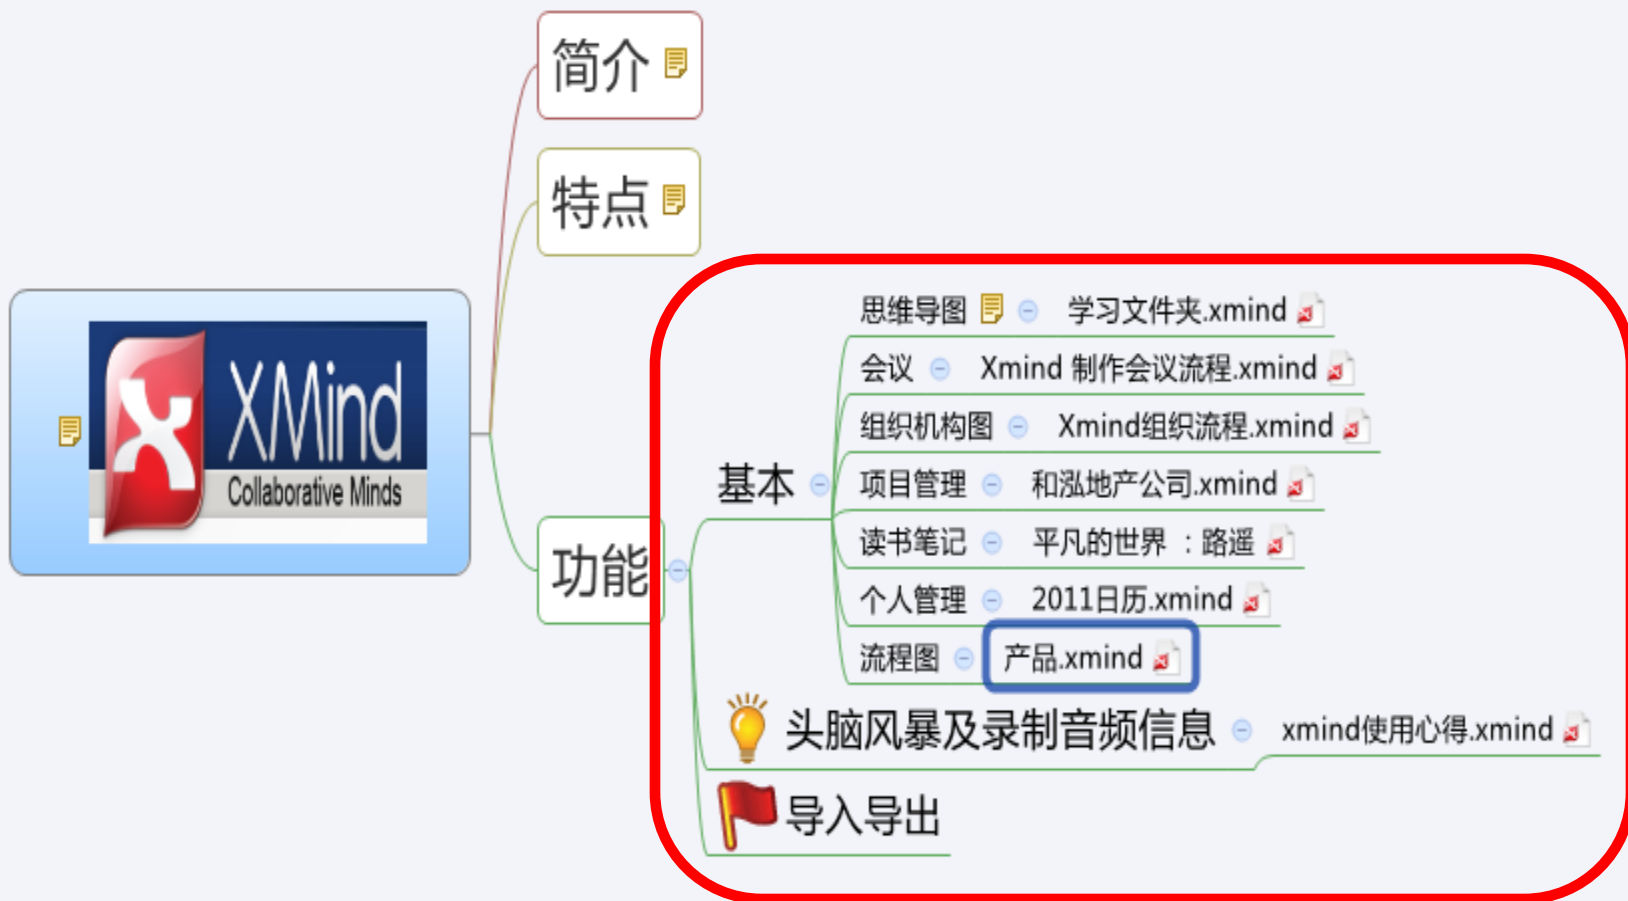 简介
特点
XMind
Collaborative Minds
功能
基本
思维导图 学习文件夹.xmind
会议 Xmind 制作会议流程.xmind
组织机构图 Xmind组织流程.xmind
项目管理 和泓地产公司.xmind
读书笔记 平凡的世界 ：路遥
个人管理 2011日历.xmind
流程图 产品.xmind
头脑风暴及录制音频信息 xmind使用心得.xmind
导入导出